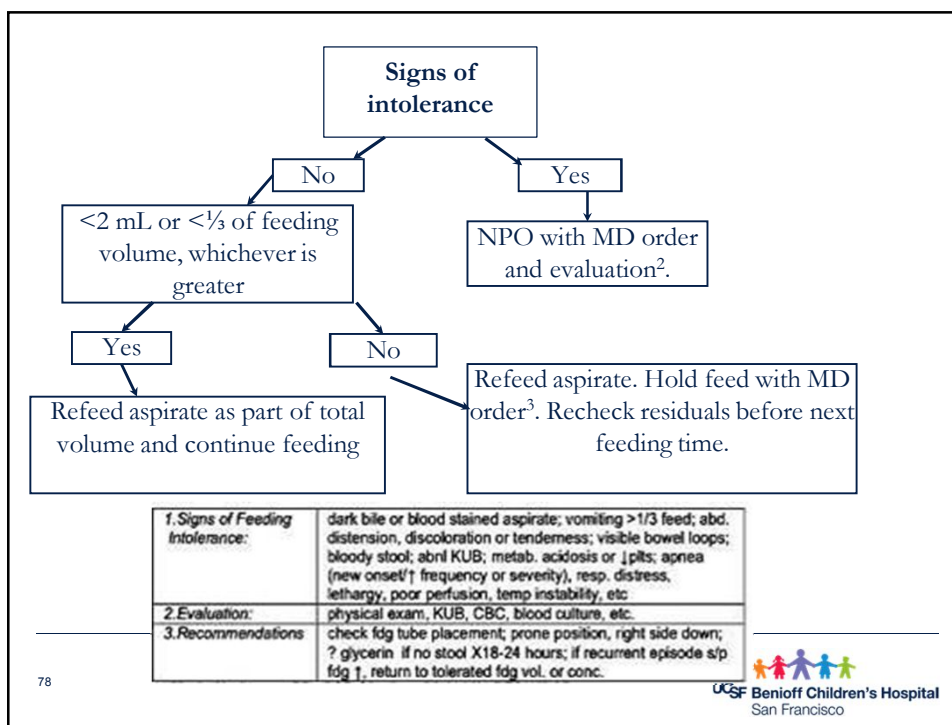 Signs of
intolerance
No
Yes
<2 mL or <⅓ of feeding
volume, whichever is
greater
NPO with MD order
and evaluation².
Yes
No
Refeed aspirate as part of total
volume and continue feeding
Refeed aspirate. Hold feed with MD
order³. Recheck residuals before next
feeding time.
1.Signs of Feeding
Intolerance:
dark bile or blood stained aspirate; vomiting >1/3 feed; abd.
distension, discoloration or tenderness; visible bowel loops;
bloody stool; abnl KUB; metab. acidosis or ↓plts; apnea
(new onset/↑ frequency or severity), resp. distress,
lethargy, poor perfusion, temp instability, etc
2.Evaluation:
physical exam, KUB, CBC, blood culture, etc.
3.Recommendations
check fdg tube placement; prone position, right side down;
? glycerin if no stool X18-24 hours; if recurrent episode s/p
fdg ↑, return to tolerated fdg vol. or conc.
78
UCSF Benioff Children's Hospital
San Francisco